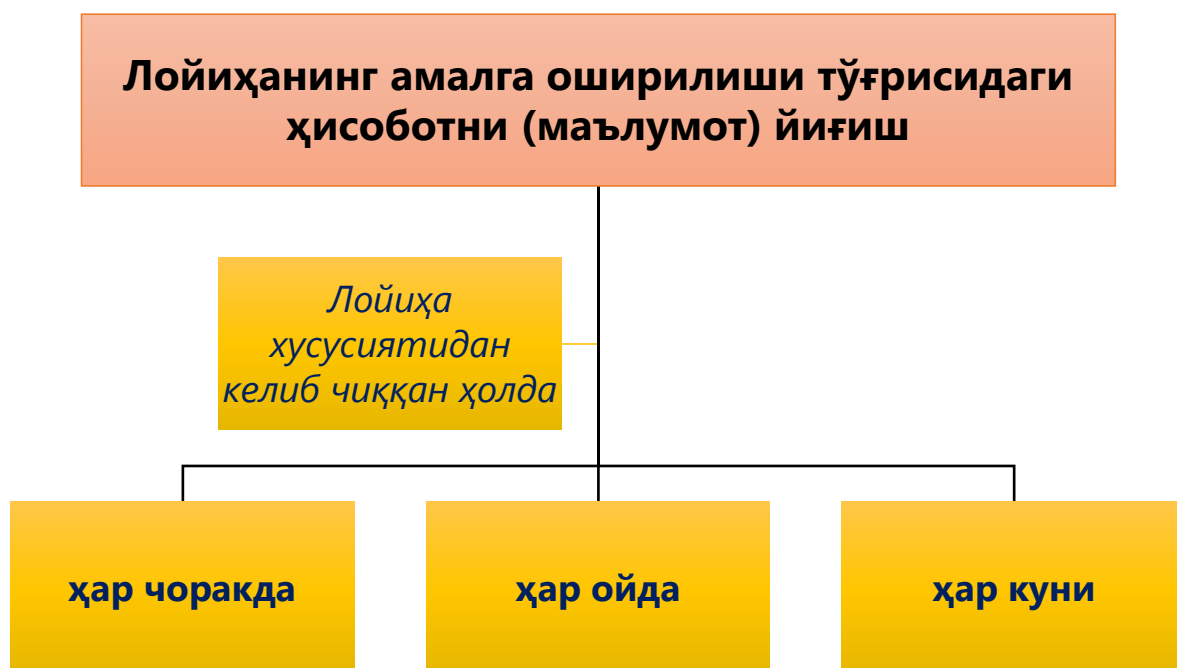 Лойиҳанинг амалга оширилиши тўғрисидаги
ҳисоботни (маълумот) йиғиш
Лойиҳа
хусусиятидан
келиб чиққан ҳолда
ҳар чоракда
ҳар ойда
ҳар куни